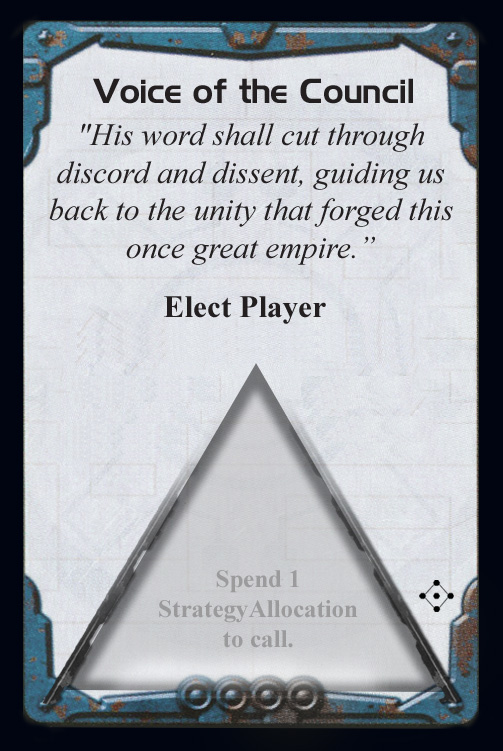 Voice of the Council
"His word shall cut through
discord and dissent, guiding us
back to the unity that forged this
once great empire.”
Elect Player
Spend 1
StrategyAllocation
to call.